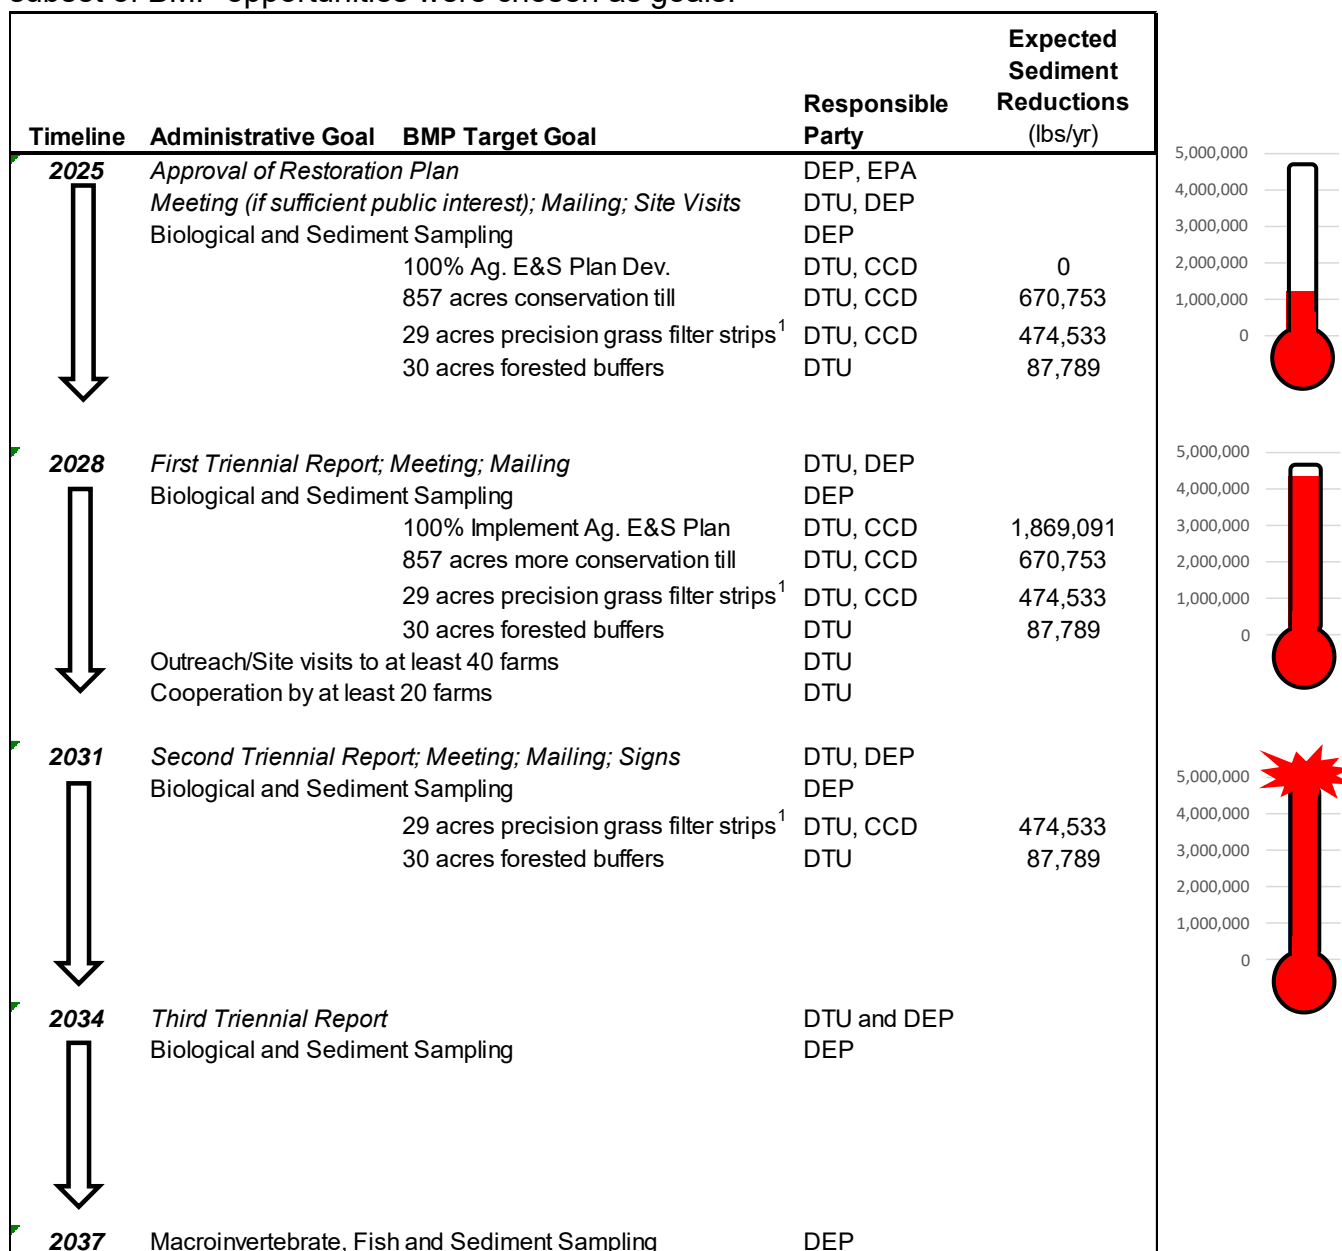 subset of BMP opportunities were chosen as goals.
Expected
Sediment
Responsible Reductions
Timeline Administrative Goal BMP Target Goal Party (lbs/yr)
2025 Approval of Restoration Plan DEP, EPA
Meeting (if sufficient public interest); Mailing; Site Visits DTU, DEP
Biological and Sediment Sampling DEP
100% Ag. E&S Plan Dev. DTU, CCD 0
857 acres conservation till DTU, CCD 670,753
29 acres precision grass filter strips1 DTU, CCD 474,533
30 acres forested buffers DTU 87,789
5,000,000
4,000,000
3,000,000
2,000,000
1,000,000
0
2028 First Triennial Report; Meeting; Mailing DTU, DEP
Biological and Sediment Sampling DEP
100% Implement Ag. E&S Plan DTU, CCD 1,869,091
857 acres more conservation till DTU, CCD 670,753
29 acres precision grass filter strips1 DTU, CCD 474,533
30 acres forested buffers DTU 87,789
Outreach/Site visits to at least 40 farms DTU
Cooperation by at least 20 farms DTU
5,000,000
4,000,000
3,000,000
2,000,000
1,000,000
0
2031 Second Triennial Report; Meeting; Mailing; Signs DTU, DEP
Biological and Sediment Sampling DEP
29 acres precision grass filter strips1 DTU, CCD 474,533
30 acres forested buffers DTU 87,789
5,000,000
4,000,000
3,000,000
2,000,000
1,000,000
0
2034 Third Triennial Report DTU and DEP
Biological and Sediment Sampling DEP
2037 Macroinvertebrate, Fish and Sediment Sampling DEP